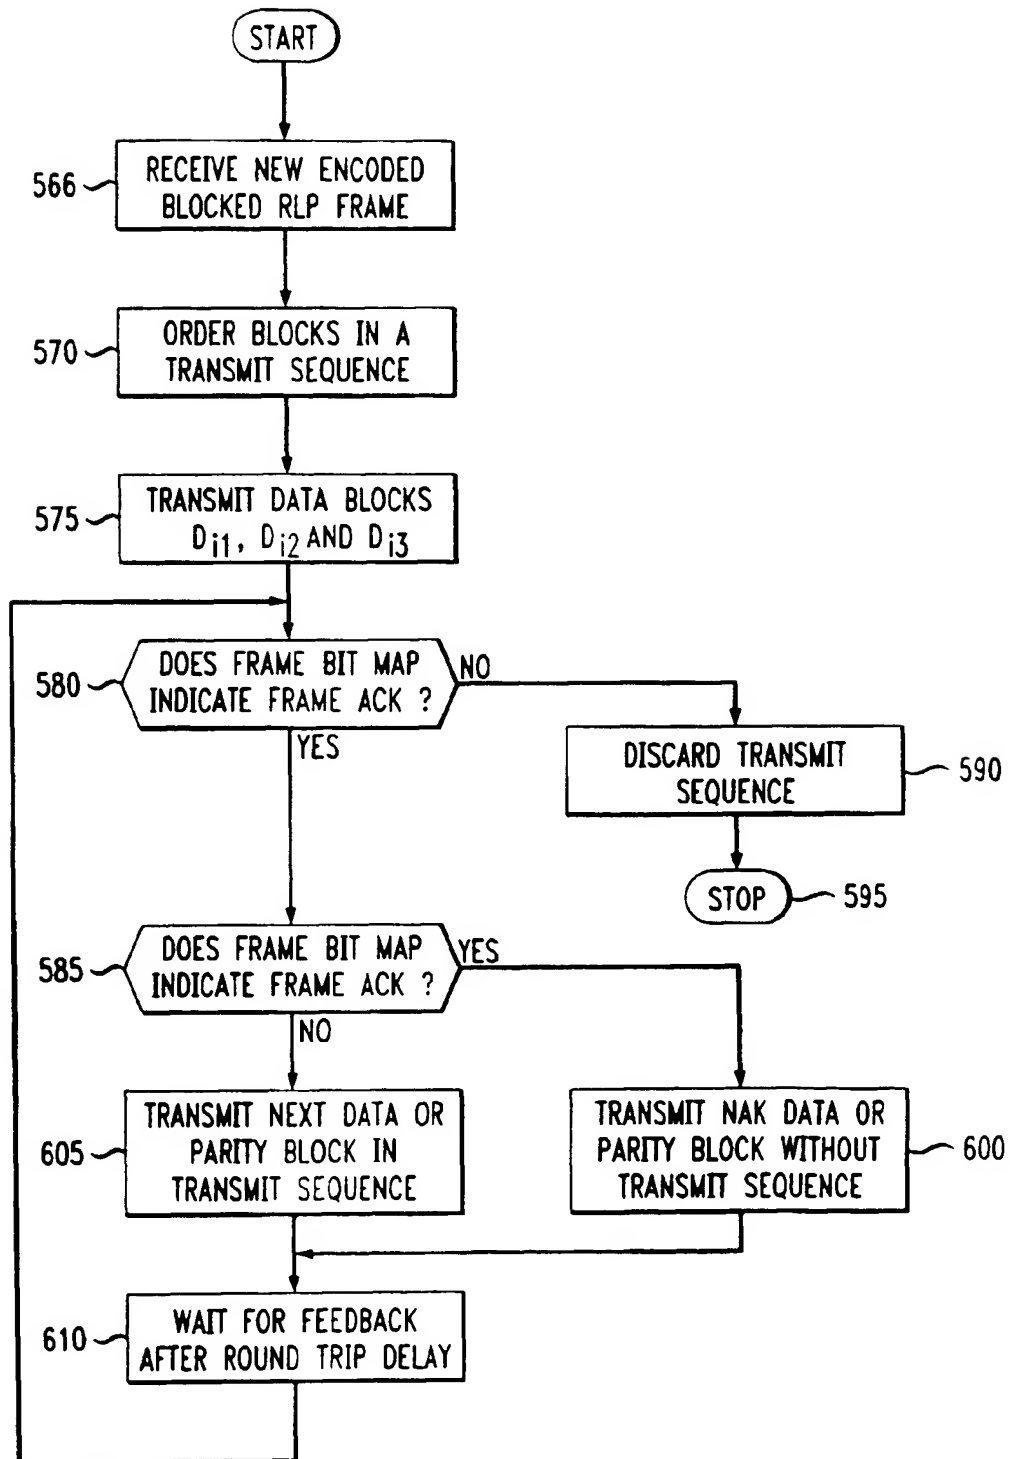 START
566
RECEIVE NEW ENCODED
BLOCKED RLP FRAME
570
ORDER BLOCKS IN A
TRANSMIT SEQUENCE
575
TRANSMIT DATA BLOCKS
Di1, Di2 AND Di3
580
DOES FRAME BIT MAP
INDICATE FRAME ACK ?
NO
YES
DISCARD TRANSMIT
SEQUENCE
590
STOP
595
585
DOES FRAME BIT MAP
INDICATE FRAME ACK ?
YES
NO
605
TRANSMIT NEXT DATA OR
PARITY BLOCK IN
TRANSMIT SEQUENCE
TRANSMIT NAK DATA OR
PARITY BLOCK WITHOUT
TRANSMIT SEQUENCE
600
610
WAIT FOR FEEDBACK
AFTER ROUND TRIP DELAY